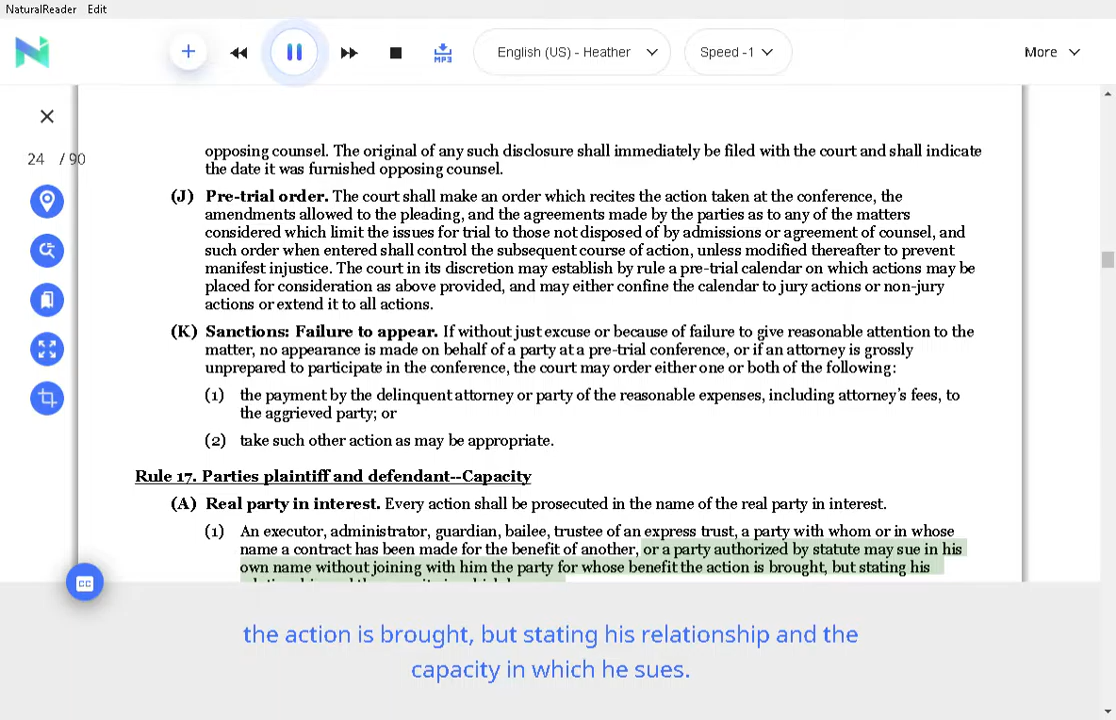 NaturalReader Edit
English (US) - Heather
Speed -1
More
24 / 90
opposing counsel. The original of any such disclosure shall immediately be filed with the court and shall indicate
the date it was furnished opposing counsel.
(J) Pre-trial order. The court shall make an order which recites the action taken at the conference, the
amendments allowed to the pleading, and the agreements made by the parties as to any of the matters
considered which limit the issues for trial to those not disposed of by admissions or agreement of counsel, and
such order when entered shall control the subsequent course of action, unless modified thereafter to prevent
manifest injustice. The court in its discretion may establish by rule a pre-trial calendar on which actions may be
placed for consideration as above provided, and may either confine the calendar to jury actions or non-jury
actions or extend it to all actions.
(K) Sanctions: Failure to appear. If without just excuse or because of failure to give reasonable attention to the
matter, no appearance is made on behalf of a party at a pre-trial conference, or if an attorney is grossly
unprepared to participate in the conference, the court may order either one or both of the following:
(1) the payment by the delinquent attorney or party of the reasonable expenses, including attorney's fees, to
the aggrieved party; or
(2) take such other action as may be appropriate.
Rule 17. Parties plaintiff and defendant--Capacity
(A) Real party in interest. Every action shall be prosecuted in the name of the real party in interest.
(1) An executor, administrator, guardian, bailee, trustee of an express trust, a party with whom or in whose
name a contract has been made for the benefit of another, or a party authorized by statute may sue in his
own name without joining with him the party for whose benefit the action is brought, but stating his
the action is brought, but stating his relationship and the
capacity in which he sues.
MP3
CC